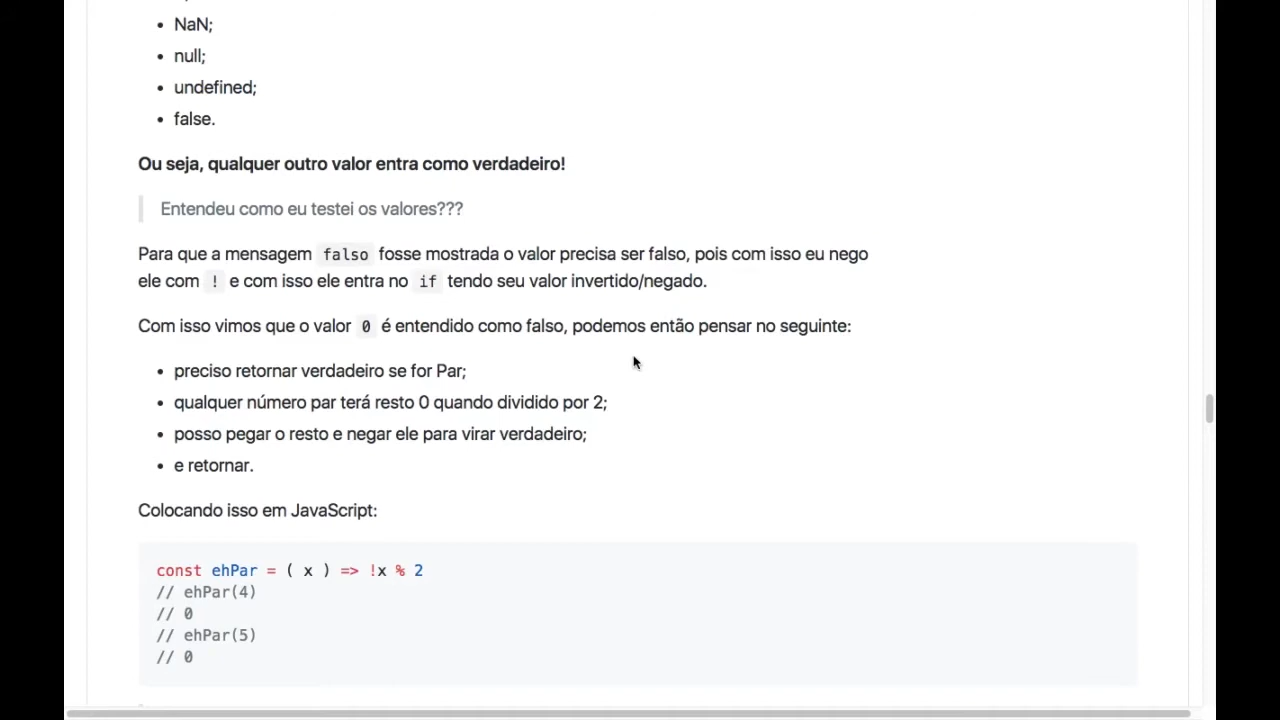 NaN;
null;
undefined;
false.
Ou seja, qualquer outro valor entra como verdadeiro!
Entendeu como eu testei os valores???
Para que a mensagem falso fosse mostrada o valor precisa ser falso, pois com isso eu nego
ele com ! e com isso ele entra no if tendo seu valor invertido/negado.
Com isso vimos que o valor 0 é entendido como falso, podemos então pensar no seguinte:
preciso retornar verdadeiro se for Par;
qualquer número par terá resto 0 quando dividido por 2;
posso pegar o resto e negar ele para virar verdadeiro;
e retornar.
Colocando isso em JavaScript:
const ehPar = ( x ) => !x % 2
// ehPar(4)
// 0
// ehPar(5)
// 0